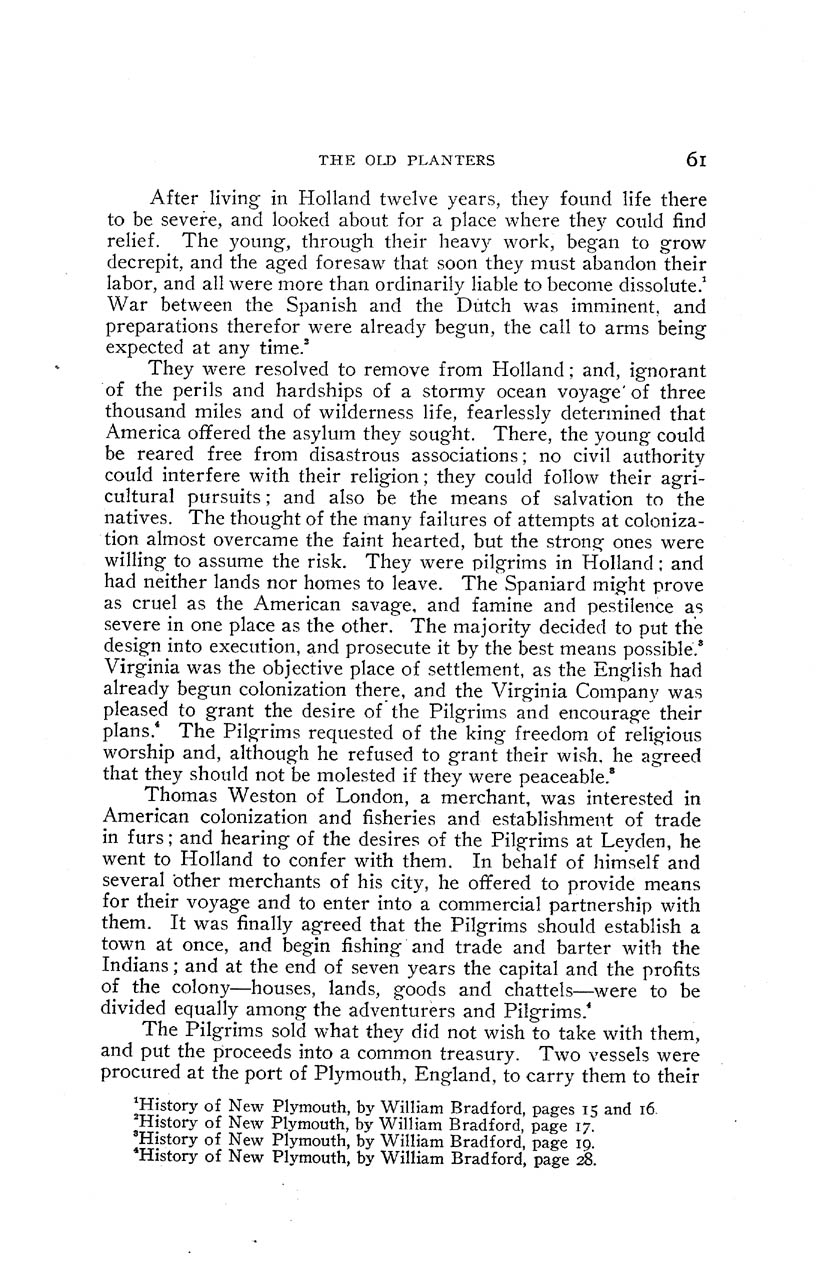 THE OLD PLANTERS 61
After living in Holland twelve years, they found life there
to be severe, and looked about for a place where they could find
relief. The young, through their heavy work, began to grow
decrepit, and the aged foresaw that soon they must abandon their
labor, and all were more than ordinarily liable to become dissolute.¹
War between the Spanish and the Dutch was imminent, and
preparations therefor were already begun, the call to arms being
expected at any time.²
They were resolved to remove from Holland; and, ignorant
of the perils and hardships of a stormy ocean voyage of three
thousand miles and of wilderness life, fearlessly determined that
America offered the asylum they sought. There, the young could
be reared free from disastrous associations; no civil authority
could interfere with their religion; they could follow their agri-
cultural pursuits; and also be the means of salvation to the
natives. The thought of the many failures of attempts at coloniza-
tion almost overcame the faint hearted, but the strong ones were
willing to assume the risk. They were pilgrims in Holland; and
had neither lands nor homes to leave. The Spaniard might prove
as cruel as the American savage, and famine and pestilence as
severe in one place as the other. The majority decided to put the
design into execution, and prosecute it by the best means possible.³
Virginia was the objective place of settlement, as the English had
already begun colonization there, and the Virginia Company was
pleased to grant the desire of the Pilgrims and encourage their
plans.⁴ The Pilgrims requested of the king freedom of religious
worship and, although he refused to grant their wish, he agreed
that they should not be molested if they were peaceable.³
Thomas Weston of London, a merchant, was interested in
American colonization and fisheries and establishment of trade
in furs; and hearing of the desires of the Pilgrims at Leyden, he
went to Holland to confer with them. In behalf of himself and
several other merchants of his city, he offered to provide means
for their voyage and to enter into a commercial partnership with
them. It was finally agreed that the Pilgrims should establish a
town at once, and begin fishing and trade and barter with the
Indians; and at the end of seven years the capital and the profits
of the colony—houses, lands, goods and chattels—were to be
divided equally among the adventurers and Pilgrims.⁴
The Pilgrims sold what they did not wish to take with them,
and put the proceeds into a common treasury. Two vessels were
procured at the port of Plymouth, England, to carry them to their
¹History of New Plymouth, by William Bradford, pages 15 and 16.
²History of New Plymouth, by William Bradford, page 17.
³History of New Plymouth, by William Bradford, page 19.
⁴History of New Plymouth, by William Bradford, page 28.